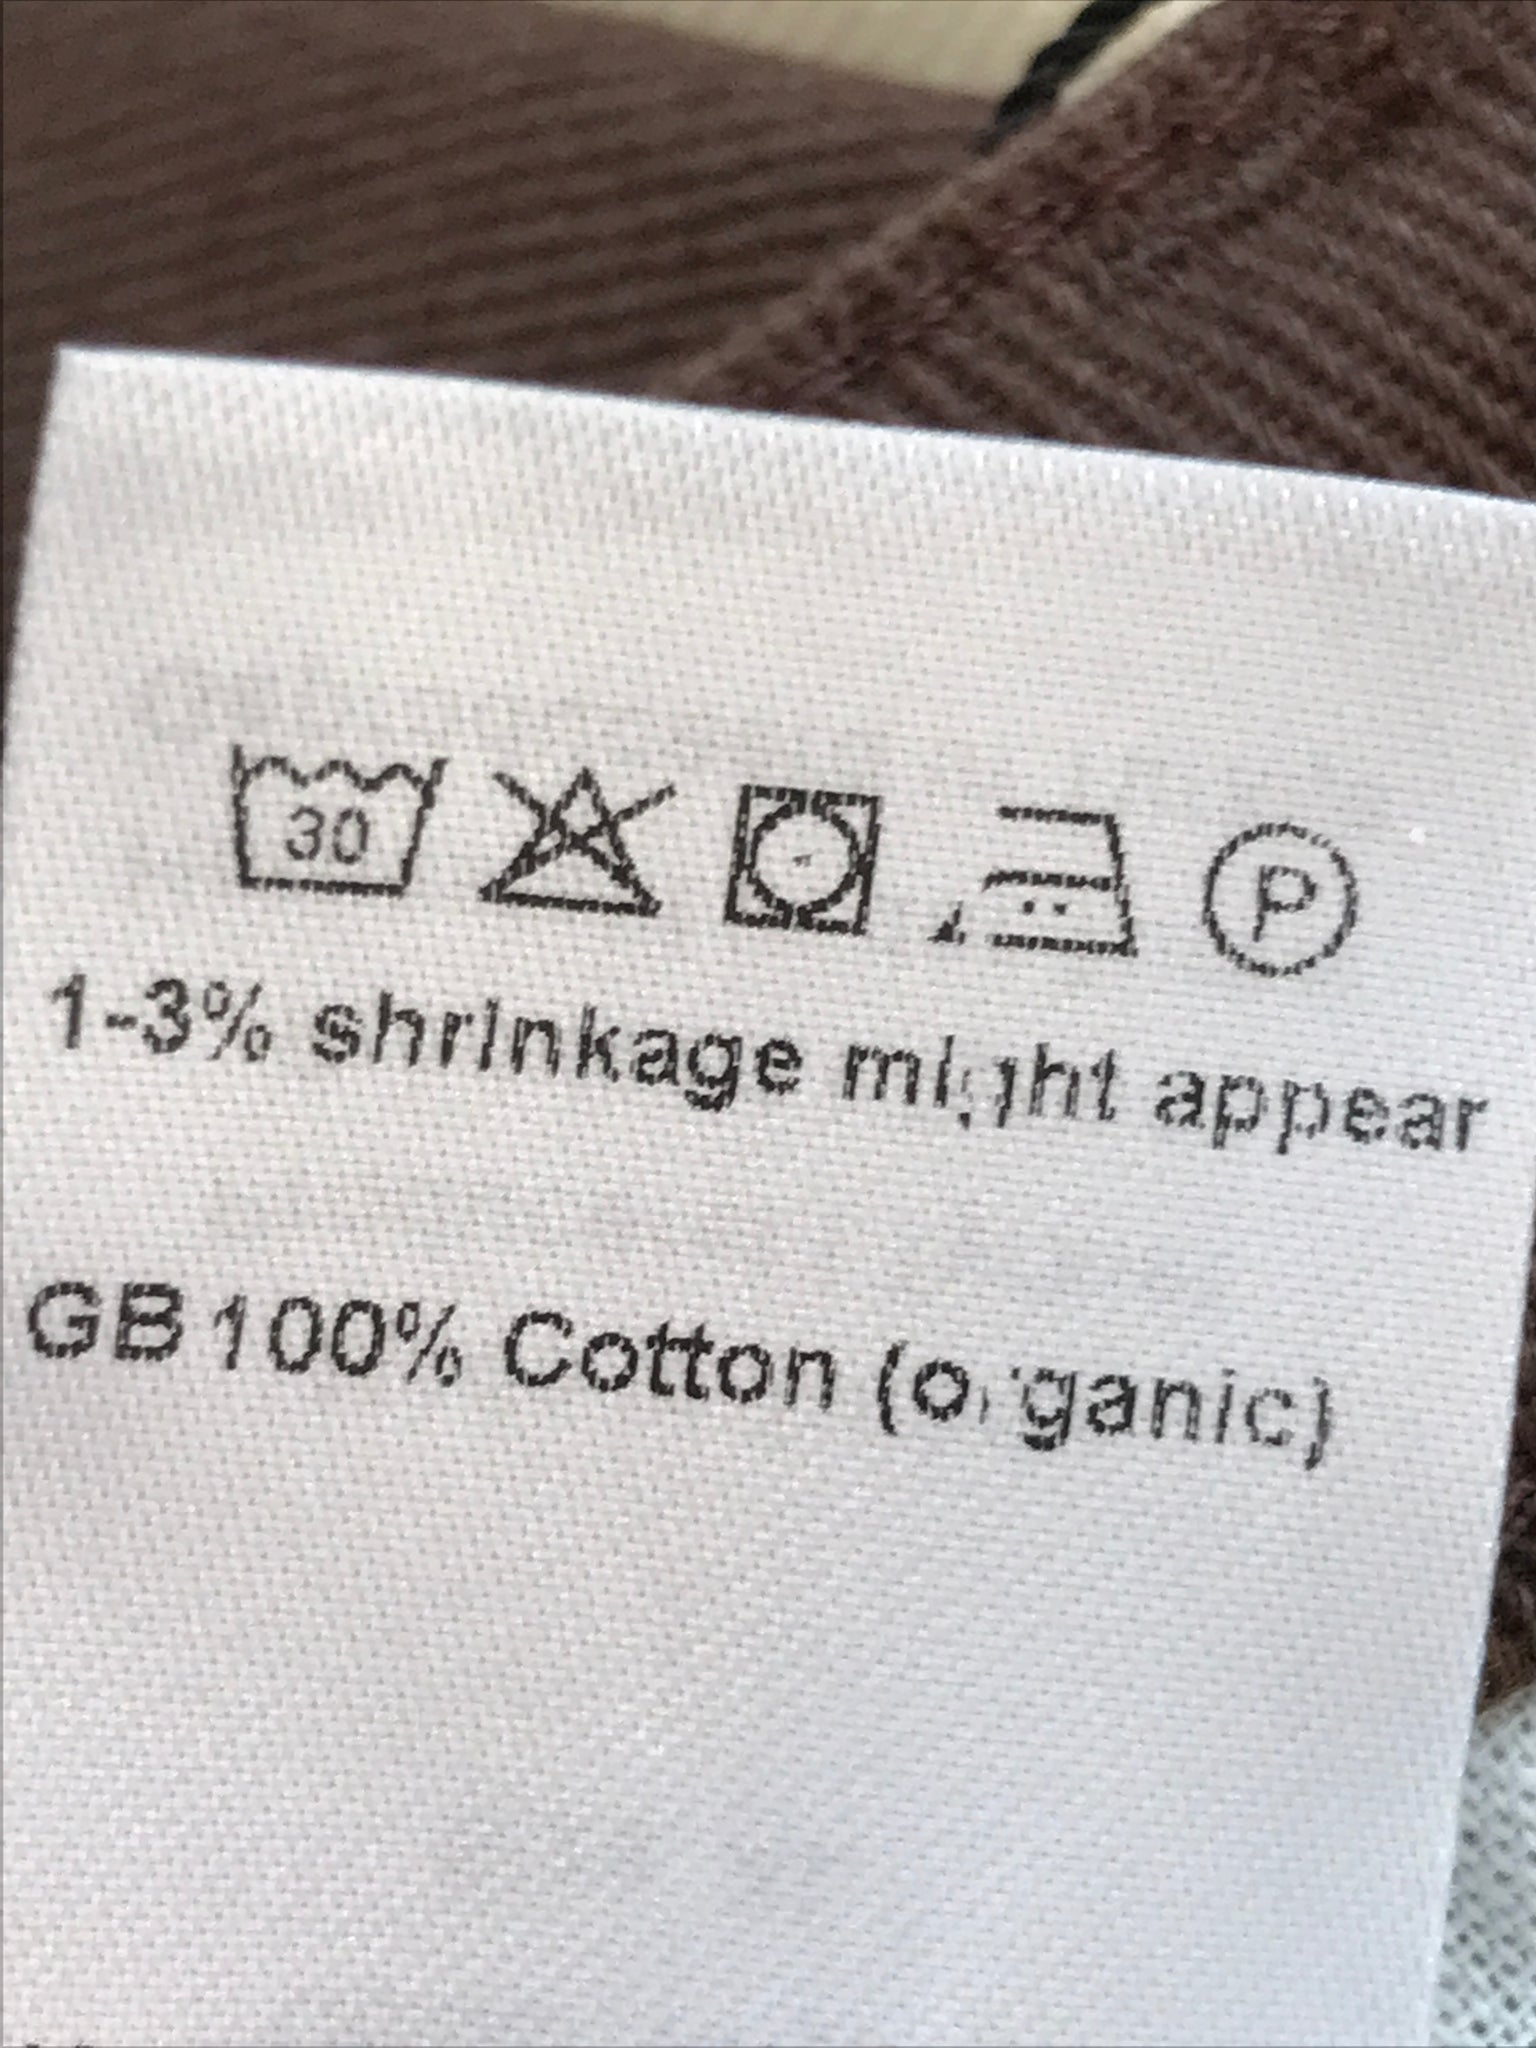 30 P
1-3% shrinkage might appear
GB 100% Cotton (organic)